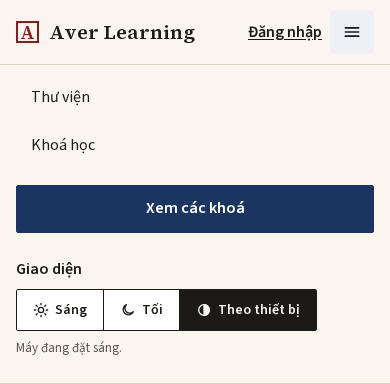 A Aver Learning Đăng nhập
Thư viện
Khoá học
Xem các khoá
Giao diện
Sáng Tối Theo thiết bị
Máy đang đặt sáng.